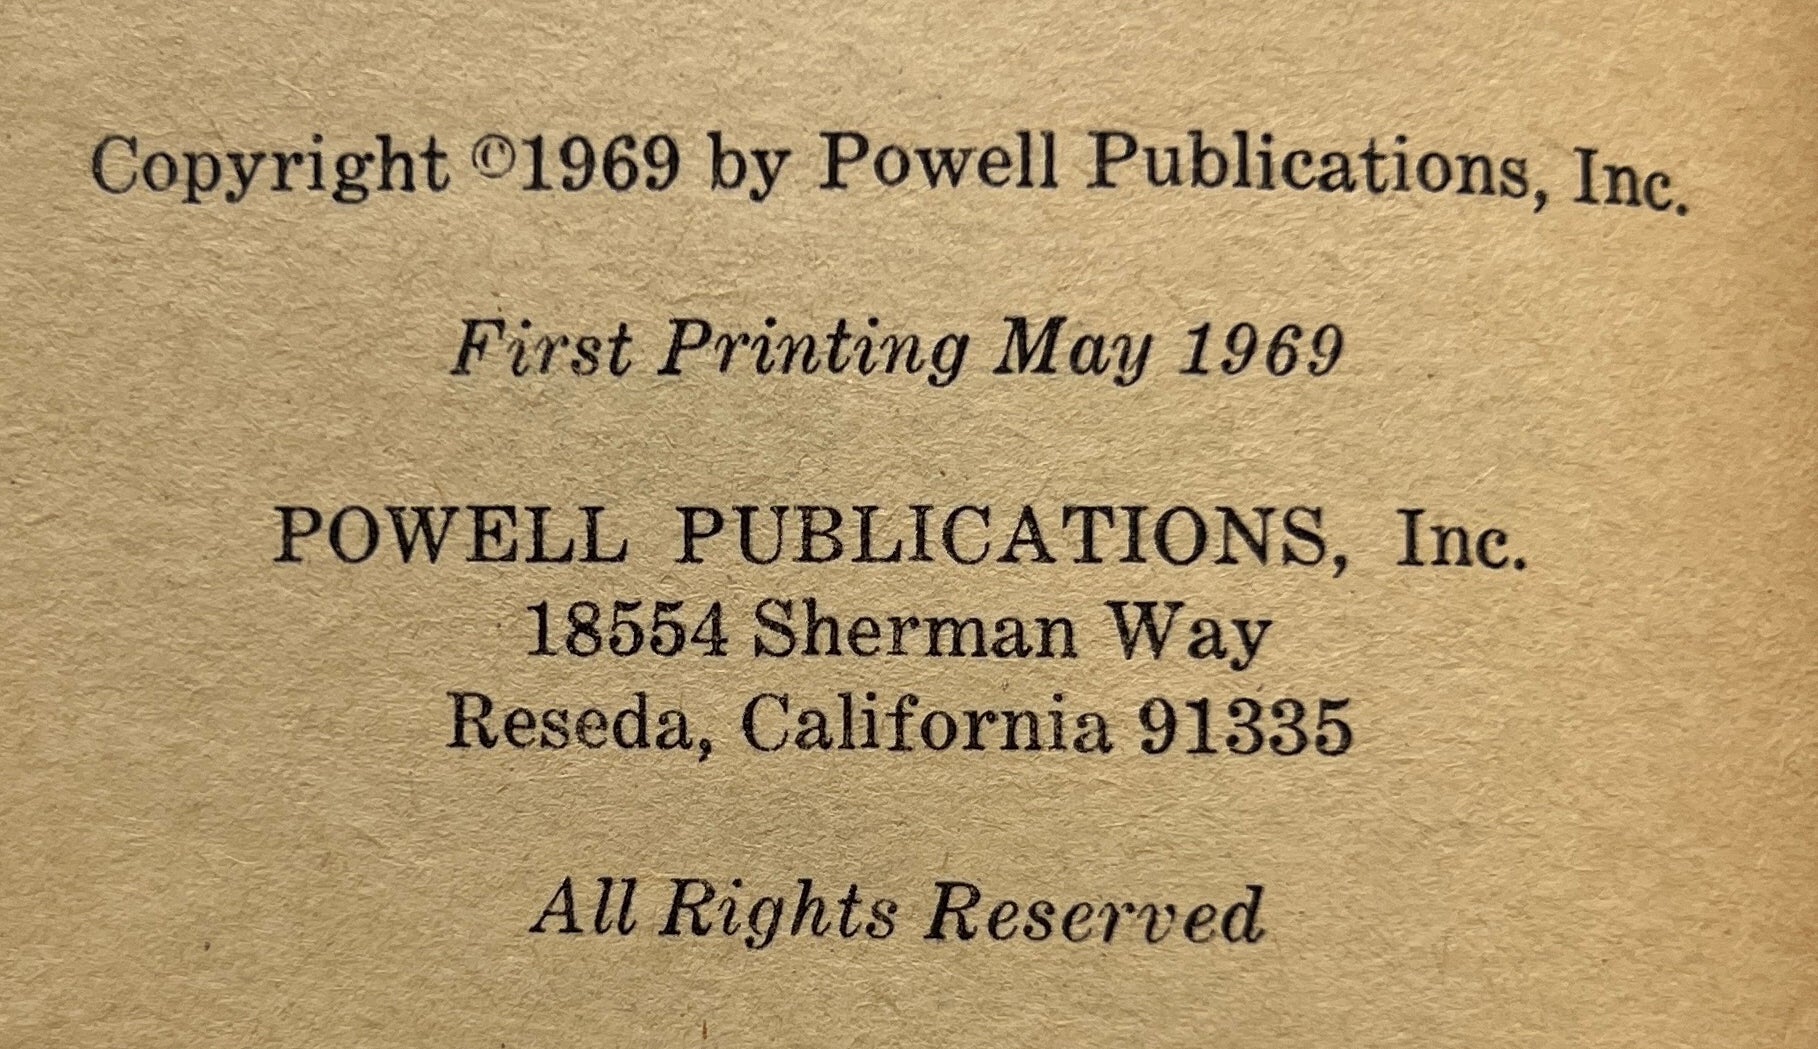 Copyright ©1969 by Powell Publications, Inc.
First Printing May 1969
POWELL PUBLICATIONS, Inc.
18554 Sherman Way
Reseda, California 91335
All Rights Reserved